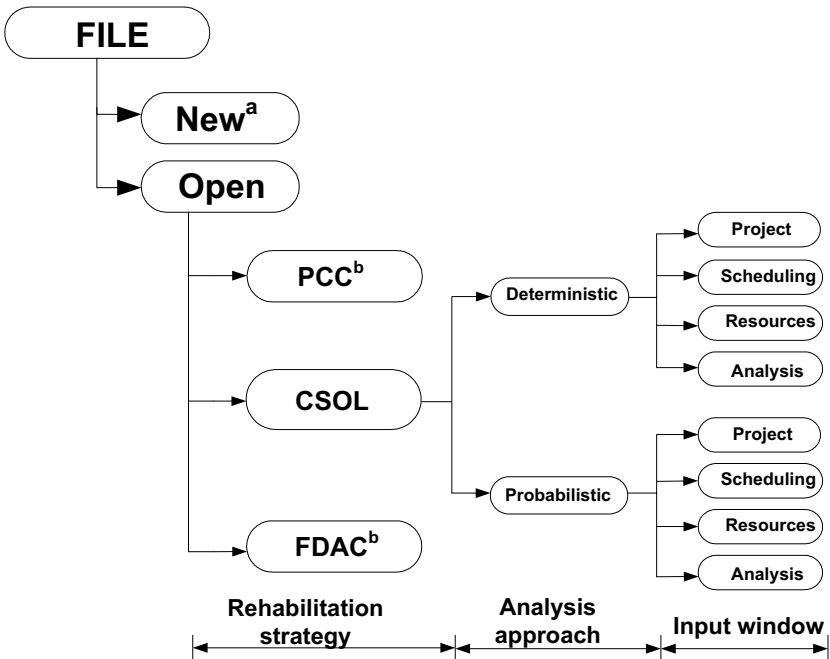 FILE
New^a
Open
PCC^b
CSOL
FDAC^b
Deterministic
Probabilistic
Project
Scheduling
Resources
Analysis
Project
Scheduling
Resources
Analysis
Rehabilitation
strategy
Analysis
approach
Input window